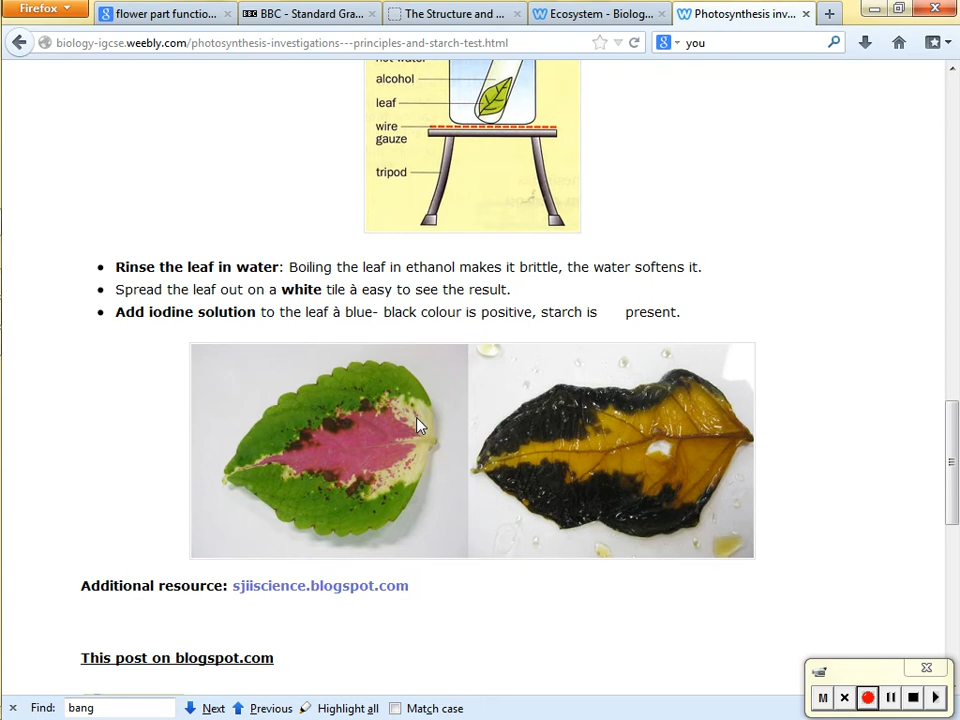 Firefox
flower part functio...
BBC - Standard Gra...
The Structure and ...
Ecosystem - Biolog...
Photosynthesis inv...
biology-igcse.weebly.com/photosynthesis-investigations---principles-and-starch-test.html
you
hot water
alcohol
leaf
wire
gauze
tripod
• Rinse the leaf in water: Boiling the leaf in ethanol makes it brittle, the water softens it.
• Spread the leaf out on a white tile à easy to see the result.
• Add iodine solution to the leaf à blue- black colour is positive, starch is present.
Additional resource: sjiiscience.blogspot.com
This post on blogspot.com
M
Find: bang Next Previous Highlight all Match case